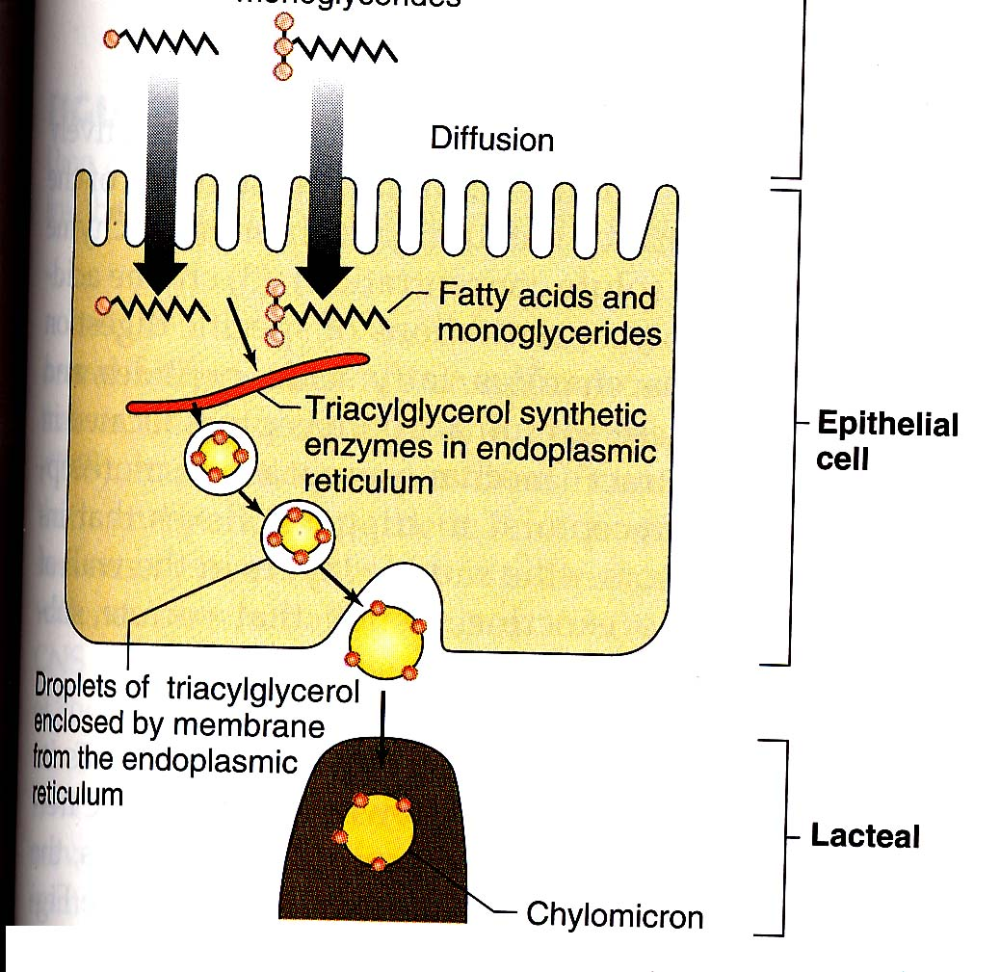 monoglycerides
Diffusion
Fatty acids and
monoglycerides
Triacylglycerol synthetic
enzymes in endoplasmic
reticulum
Epithelial
cell
Droplets of triacylglycerol
enclosed by membrane
from the endoplasmic
reticulum
Lacteal
Chylomicron